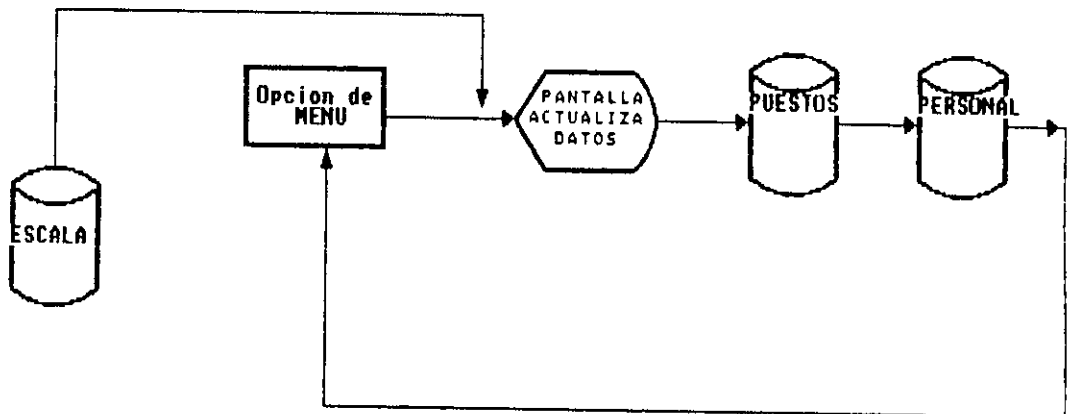 Opcion de
MENU
PANTALLA
ACTUALIZA
DATOS
PUESTOS
PERSONAL
ESCALA